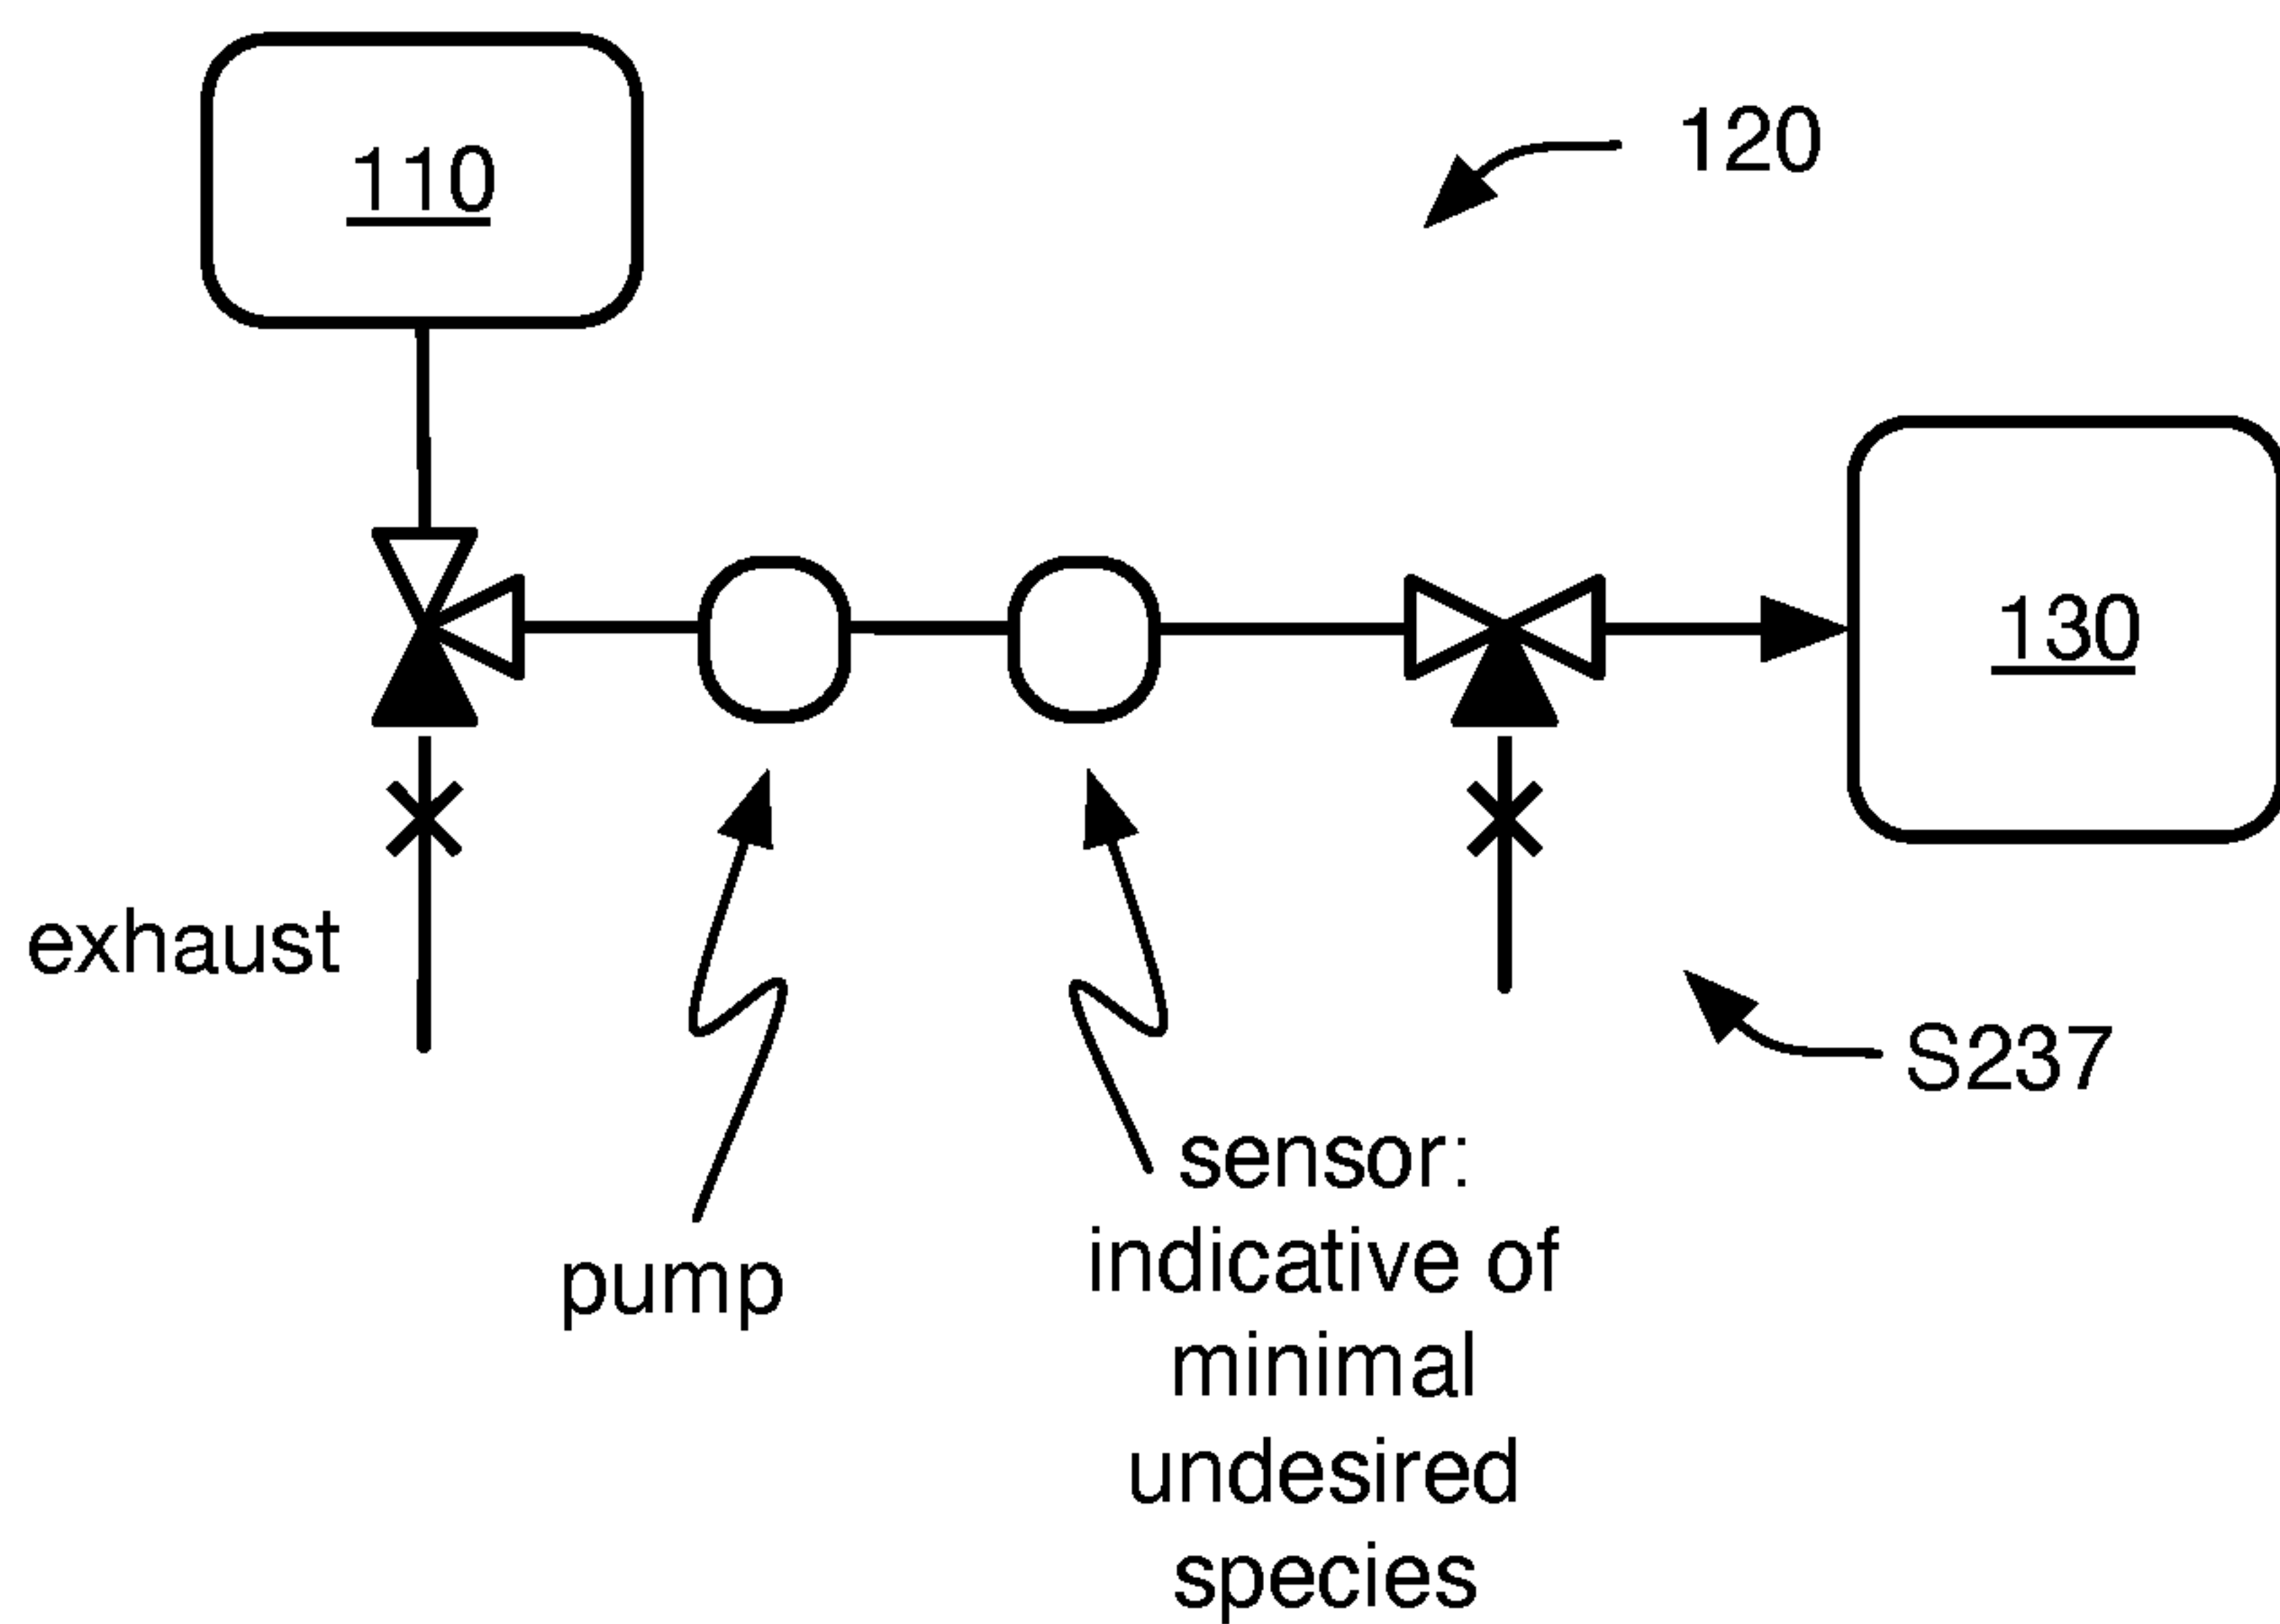 110
120
130
exhaust
S237
pump
sensor:
indicative of
minimal
undesired
species